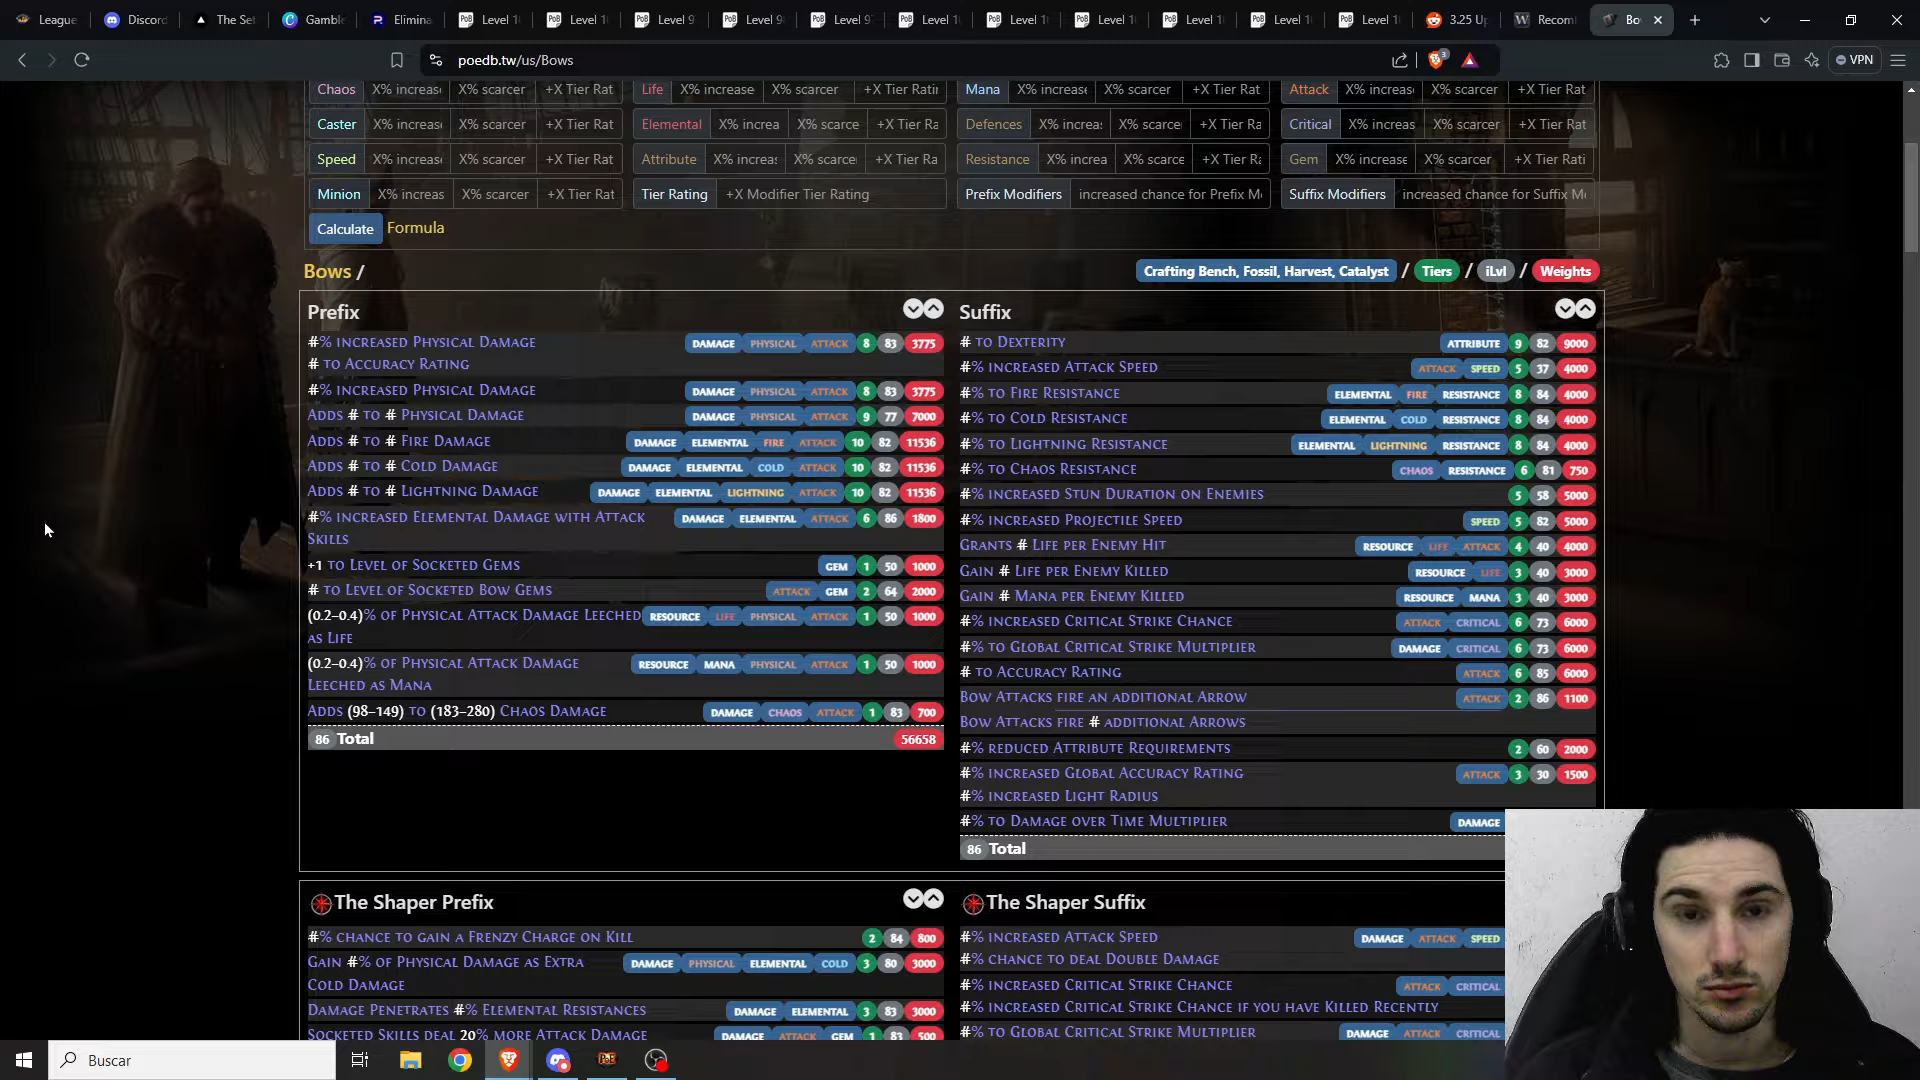 League
Discord
The Set
Gamble
Elimina
Level 10
Level 10
Level 9
Level 9
Level 9
Level 10
Level 1
Level 1
Level 1
Level 1
Level 1
3.25 Up
Recom
Bo
poedb.tw/us/Bows
VPN
Chaos X% increase X% scarcer +X Tier Rat
Life X% increase X% scarcer +X Tier Ratin
Mana X% increase X% scarcer +X Tier Rat
Attack X% increase X% scarcer +X Tier Rat
Caster X% increase X% scarcer +X Tier Rat
Elemental X% increa X% scarce +X Tier Ra
Defences X% increa X% scarce +X Tier Ra
Critical X% increas X% scarcer +X Tier Rat
Speed X% increase X% scarcer +X Tier Rat
Attribute X% increas X% scarce +X Tier Ra
Resistance X% increa X% scarce +X Tier Ra
Gem X% increase X% scarcer +X Tier Rati
Minion X% increas X% scarcer +X Tier Rat
Tier Rating +X Modifier Tier Rating
Prefix Modifiers increased chance for Prefix M
Suffix Modifiers increased chance for Suffix M
Calculate Formula
Bows /
Crafting Bench, Fossil, Harvest, Catalyst / Tiers / iLvl / Weights
Prefix
#% increased Physical Damage DAMAGE PHYSICAL ATTACK 8 83 3775
# to Accuracy Rating
#% increased Physical Damage DAMAGE PHYSICAL ATTACK 8 83 3775
Adds # to # Physical Damage DAMAGE PHYSICAL ATTACK 9 77 7000
Adds # to # Fire Damage DAMAGE ELEMENTAL FIRE ATTACK 10 82 11536
Adds # to # Cold Damage DAMAGE ELEMENTAL COLD ATTACK 10 82 11536
Adds # to # Lightning Damage DAMAGE ELEMENTAL LIGHTNING ATTACK 10 82 11536
#% increased Elemental Damage with Attack DAMAGE ELEMENTAL ATTACK 6 86 1800
Skills
+1 to Level of Socketed Gems GEM 1 50 1000
# to Level of Socketed Bow Gems ATTACK GEM 2 64 2000
(0.2–0.4)% of Physical Attack Damage Leeched RESOURCE LIFE PHYSICAL ATTACK 1 50 1000
as Life
(0.2–0.4)% of Physical Attack Damage RESOURCE MANA PHYSICAL ATTACK 1 50 1000
Leeched as Mana
Adds (98–149) to (183–280) Chaos Damage DAMAGE CHAOS ATTACK 1 83 700
86 Total 56658
Suffix
# to Dexterity ATTRIBUTE 9 82 9000
#% increased Attack Speed ATTACK SPEED 5 37 4000
#% to Fire Resistance ELEMENTAL FIRE RESISTANCE 8 84 4000
#% to Cold Resistance ELEMENTAL COLD RESISTANCE 8 84 4000
#% to Lightning Resistance ELEMENTAL LIGHTNING RESISTANCE 8 84 4000
#% to Chaos Resistance CHAOS RESISTANCE 6 81 750
#% increased Stun Duration on Enemies 5 58 5000
#% increased Projectile Speed SPEED 5 82 5000
Grants # Life per Enemy Hit RESOURCE LIFE ATTACK 4 40 4000
Gain # Life per Enemy Killed RESOURCE LIFE 3 40 3000
Gain # Mana per Enemy Killed RESOURCE MANA 3 40 3000
#% increased Critical Strike Chance ATTACK CRITICAL 6 73 6000
#% to Global Critical Strike Multiplier DAMAGE CRITICAL 6 73 6000
# to Accuracy Rating ATTACK 6 85 6000
Bow Attacks fire an additional Arrow ATTACK 2 86 1100
Bow Attacks fire # additional Arrows
#% reduced Attribute Requirements 2 60 2000
#% increased Global Accuracy Rating ATTACK 3 30 1500
#% increased Light Radius
#% to Damage over Time Multiplier DAMAGE
86 Total
The Shaper Prefix
#% chance to gain a Frenzy Charge on Kill 2 84 800
Gain #% of Physical Damage as Extra DAMAGE PHYSICAL ELEMENTAL COLD 3 80 3000
Cold Damage
Damage Penetrates #% Elemental Resistances DAMAGE ELEMENTAL 3 83 3000
Socketed Skills deal 20% more Attack Damage DAMAGE ATTACK GEM 1 83 500
The Shaper Suffix
#% increased Attack Speed DAMAGE ATTACK SPEED
#% chance to deal Double Damage
#% increased Critical Strike Chance ATTACK CRITICAL
#% increased Critical Strike Chance if you have Killed Recently
#% to Global Critical Strike Multiplier DAMAGE ATTACK CRITICAL
Buscar